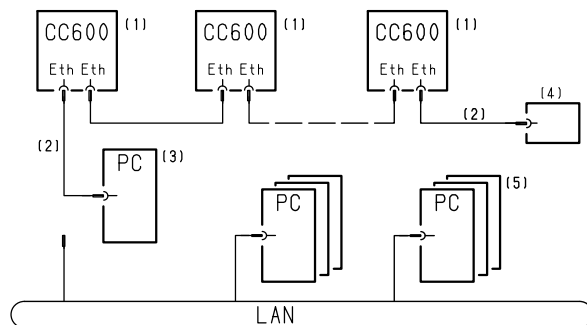 CC600 (1) CC600 (1) CC600 (1)
Eth Eth Eth Eth Eth Eth
(4)
(2)
(2) PC (3)
PC PC (5)
LAN